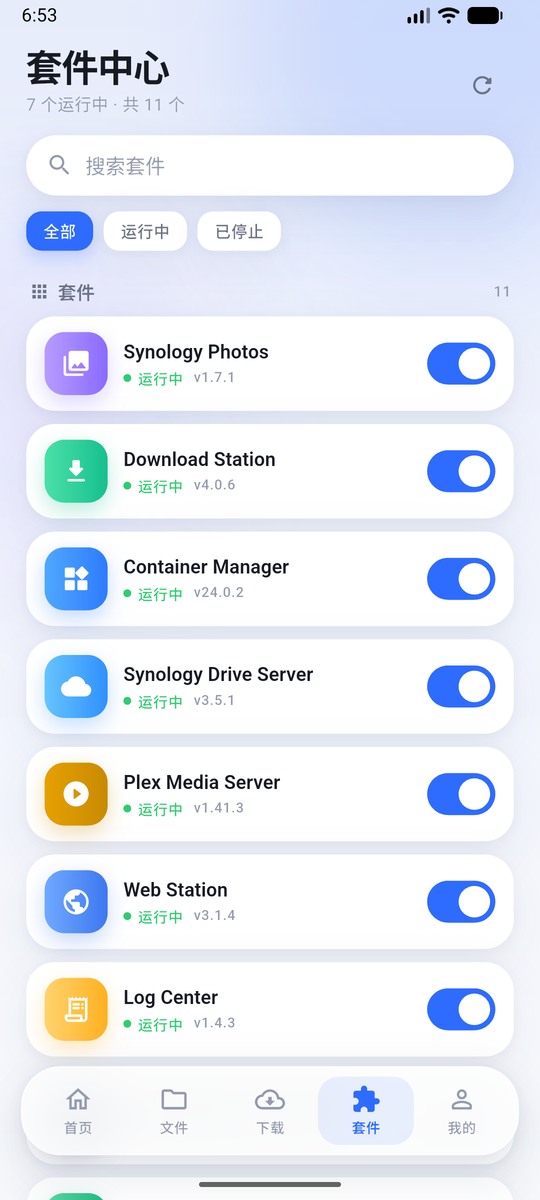 6:53
套件中心
7 个运行中 · 共 11 个
搜索套件
全部 运行中 已停止
套件 11
Synology Photos
运行中 v1.7.1
Download Station
运行中 v4.0.6
Container Manager
运行中 v24.0.2
Synology Drive Server
运行中 v3.5.1
Plex Media Server
运行中 v1.41.3
Web Station
运行中 v3.1.4
Log Center
运行中 v1.4.3
首页 文件 下载 套件 我的